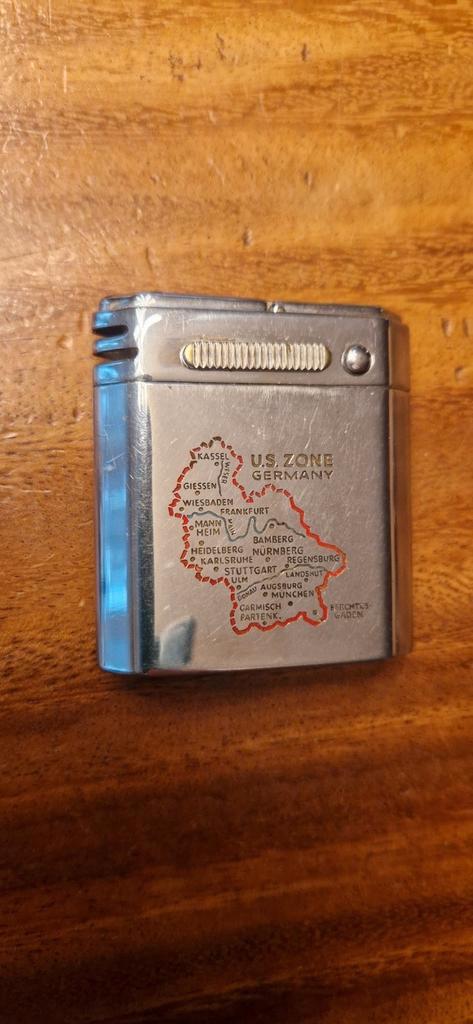 KASSEL
WESER
U.S. ZONE
GERMANY
GIESSEN
WIESBADEN
FRANKFURT
MAIN
MANN
HEIM
BAMBERG
HEIDELBERG
NÜRNBERG
KARLSRUHE
REGENSBURG
STUTTGART
LANDSHUT
ULM
DONAU
AUGSBURG
MÜNCHEN
GARMISCH
PARTENK.
BERCHTES-
GADEN